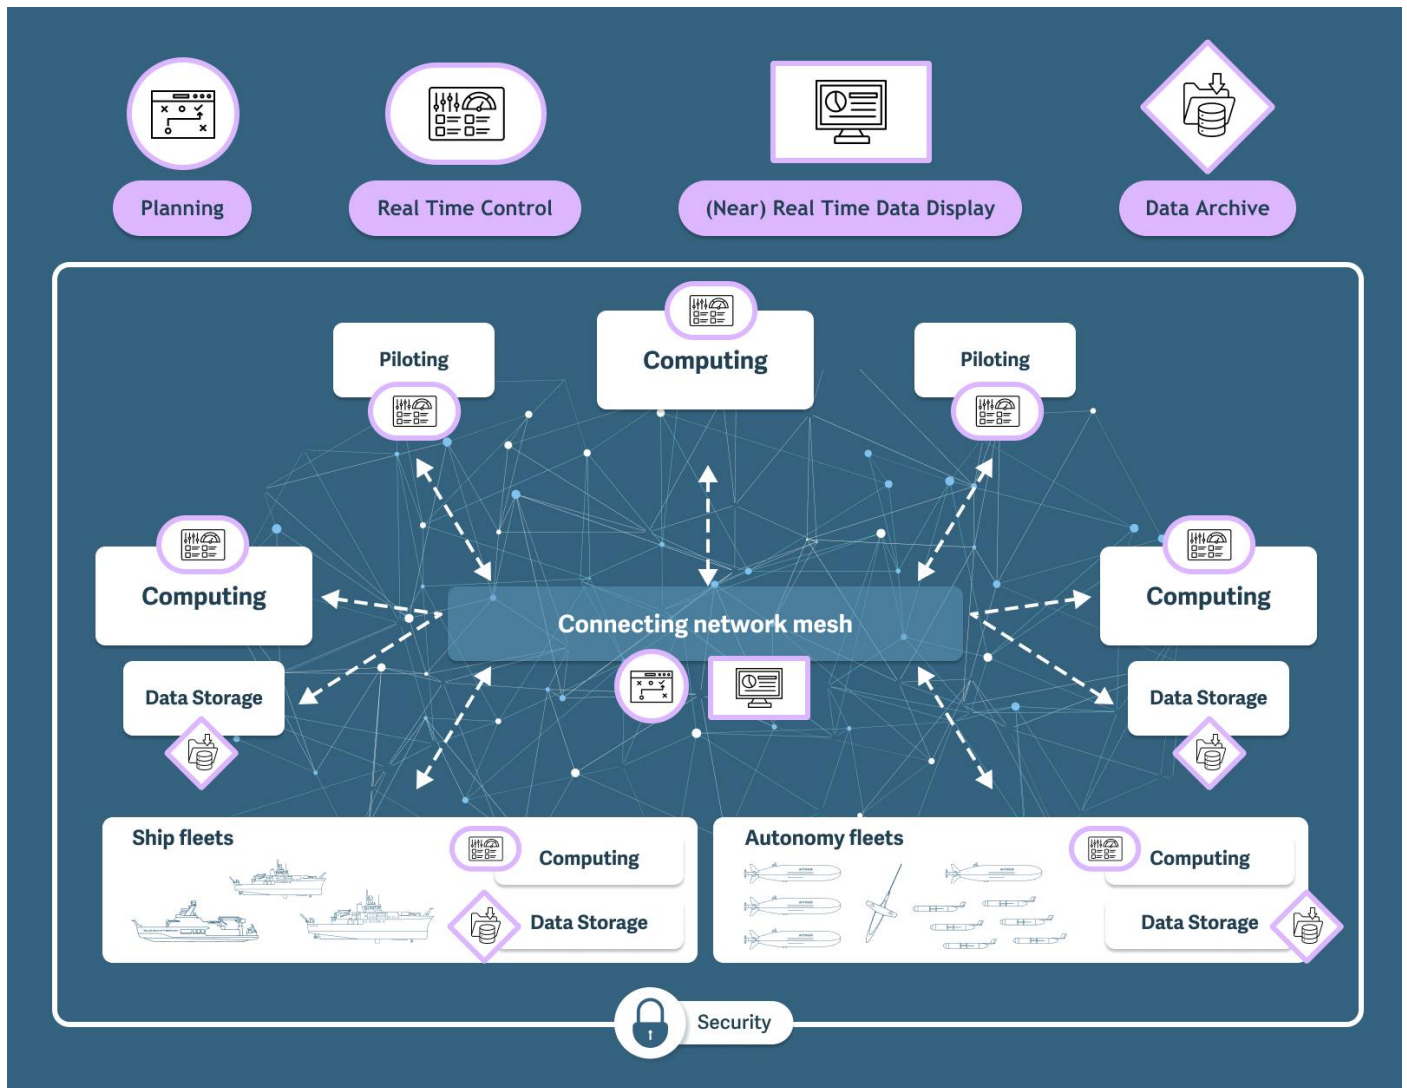 Planning
Real Time Control
(Near) Real Time Data Display
Data Archive
Computing
Piloting
Piloting
Computing
Computing
Connecting network mesh
Data Storage
Data Storage
Ship fleets
Computing
Data Storage
Autonomy fleets
Computing
Data Storage
Security